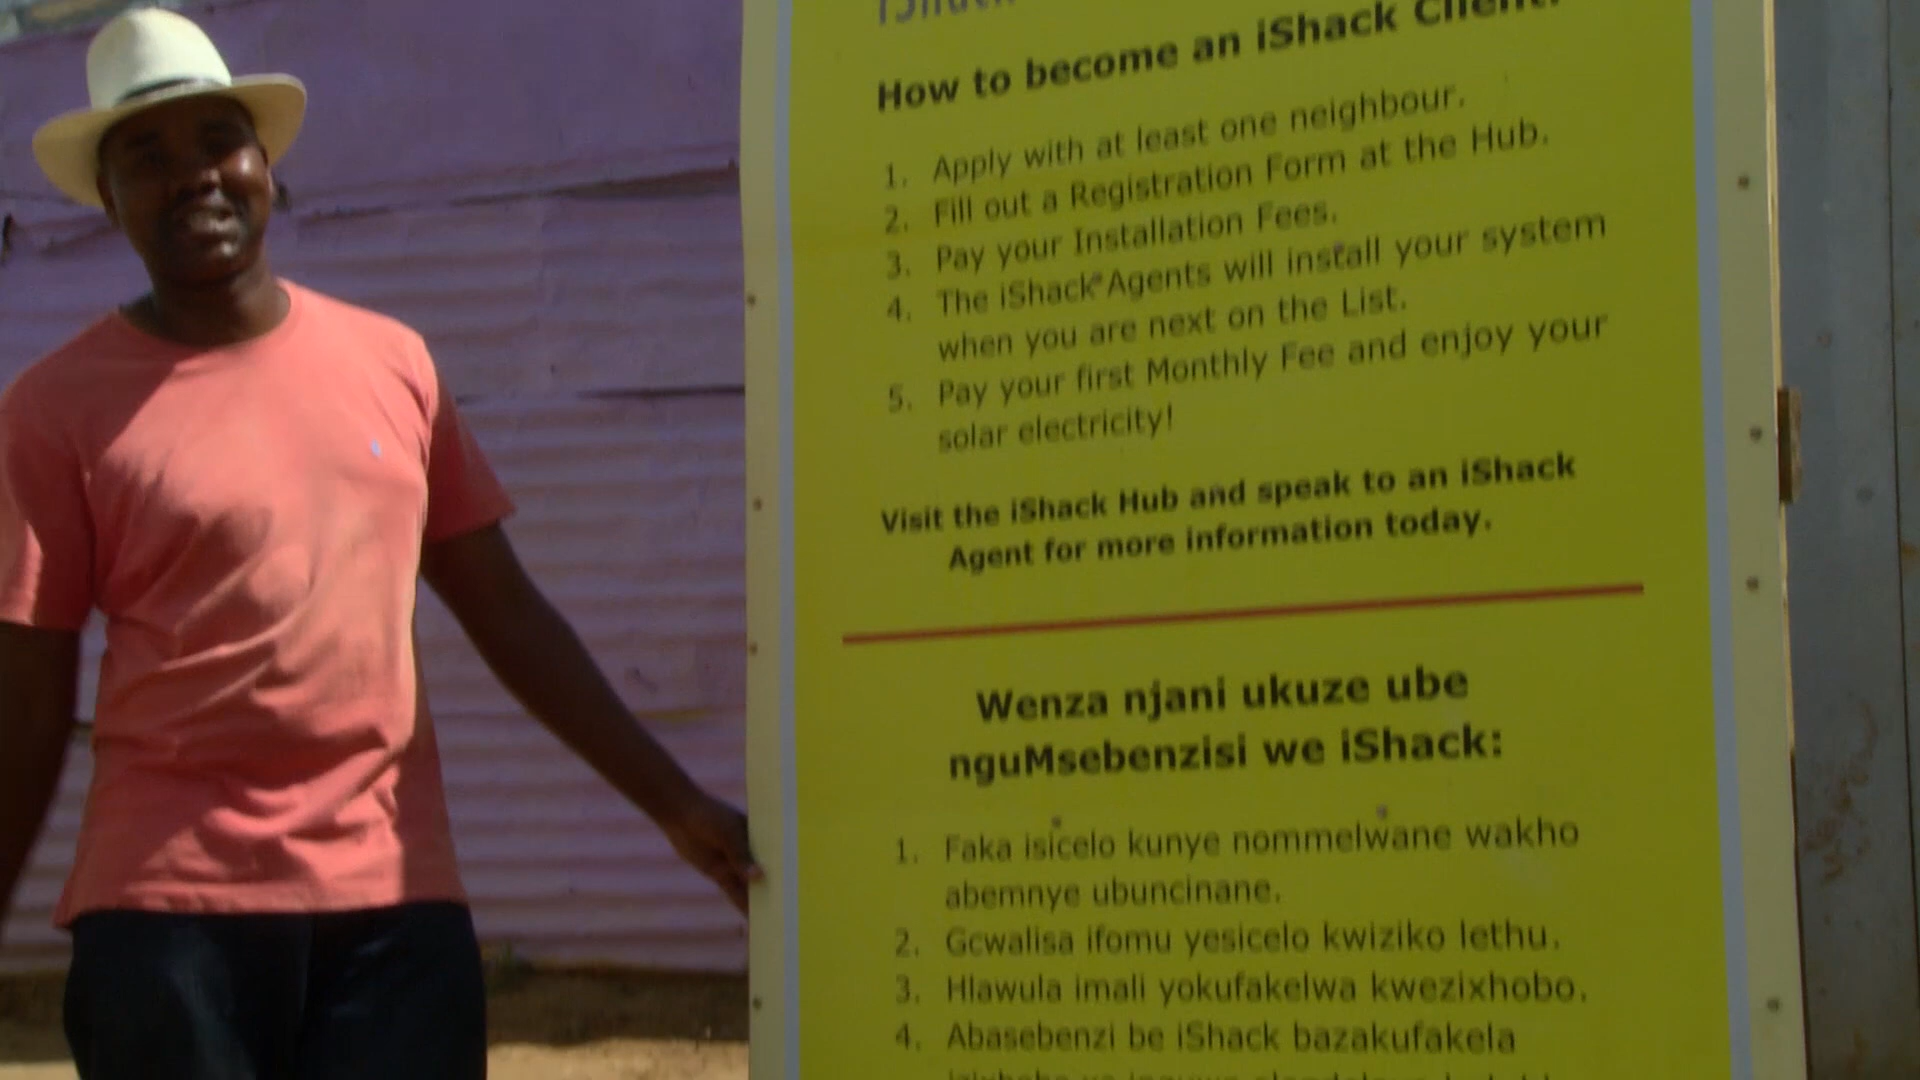 How to become an iShack Client:
1. Apply with at least one neighbour.
2. Fill out a Registration Form at the Hub.
3. Pay your Installation Fees.
4. The iShack Agents will install your system
when you are next on the List.
5. Pay your first Monthly Fee and enjoy your
solar electricity!
Visit the iShack Hub and speak to an iShack
Agent for more information today.
Wenza njani ukuze ube
nguMsebenzisi we iShack:
1. Faka isicelo kunye nommelwane wakho
abemnye ubuncinane.
2. Gcwalisa ifomu yesicelo kwiziko lethu.
3. Hlawula imali yokufakelwa kwezixhobo.
4. Abasebenzi be iShack bazakufakela